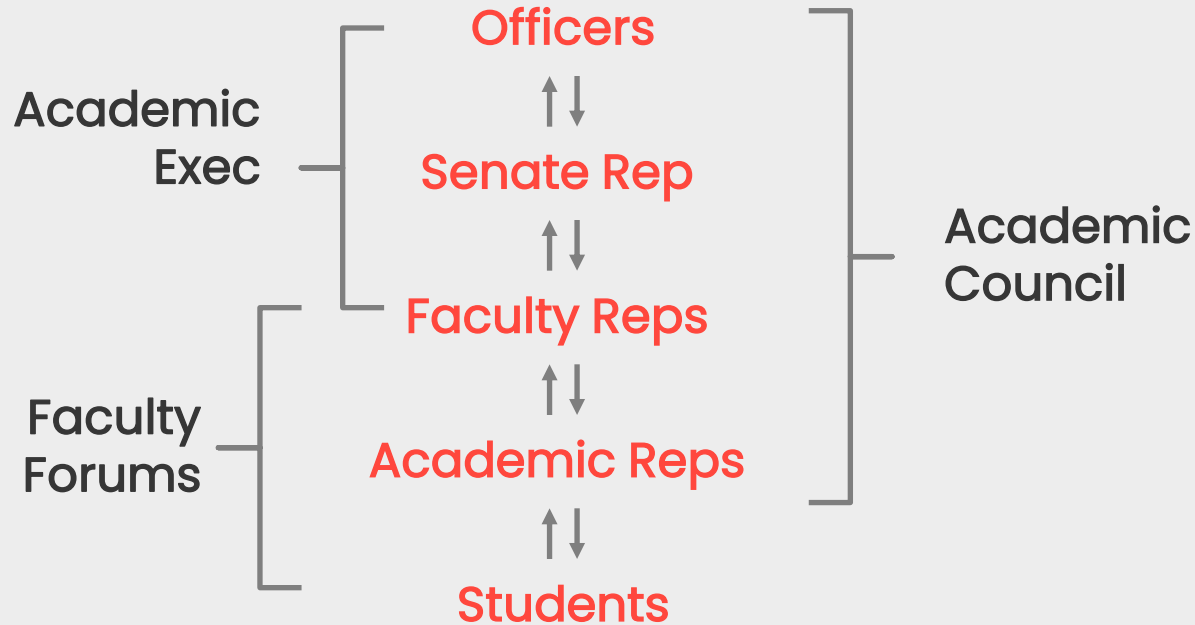 Officers
Academic
Exec
Senate Rep
Academic
Council
Faculty Reps
Faculty
Forums
Academic Reps
Students